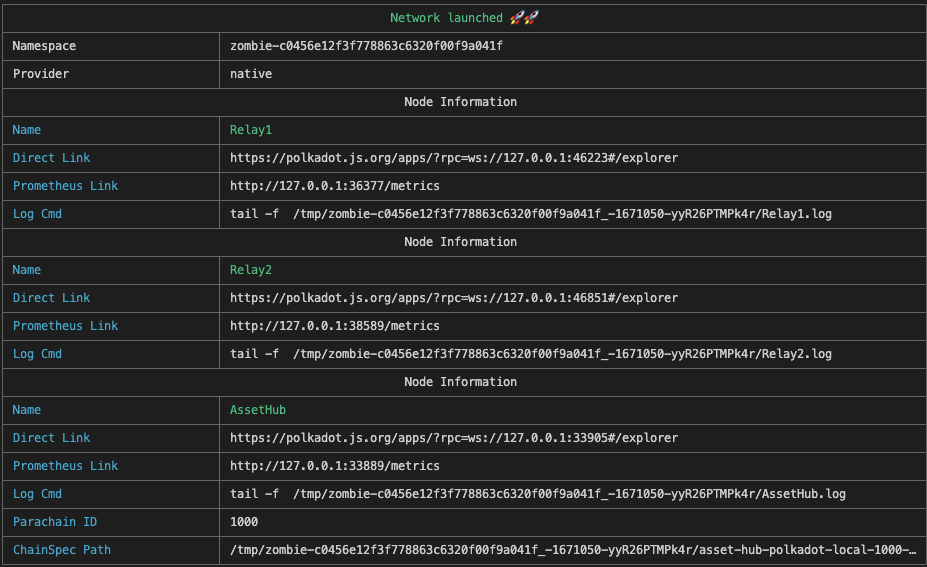 Network launched 🚀🚀
Namespace zombie-c0456e12f3f778863c6320f00f9a041f
Provider native
Node Information
Name Relay1
Direct Link https://polkadot.js.org/apps/?rpc=ws://127.0.0.1:46223#/explorer
Prometheus Link http://127.0.0.1:36377/metrics
Log Cmd tail -f  /tmp/zombie-c0456e12f3f778863c6320f00f9a041f_-1671050-yyR26PTMPk4r/Relay1.log
Node Information
Name Relay2
Direct Link https://polkadot.js.org/apps/?rpc=ws://127.0.0.1:46851#/explorer
Prometheus Link http://127.0.0.1:38589/metrics
Log Cmd tail -f  /tmp/zombie-c0456e12f3f778863c6320f00f9a041f_-1671050-yyR26PTMPk4r/Relay2.log
Node Information
Name AssetHub
Direct Link https://polkadot.js.org/apps/?rpc=ws://127.0.0.1:33905#/explorer
Prometheus Link http://127.0.0.1:33889/metrics
Log Cmd tail -f  /tmp/zombie-c0456e12f3f778863c6320f00f9a041f_-1671050-yyR26PTMPk4r/AssetHub.log
Parachain ID 1000
ChainSpec Path /tmp/zombie-c0456e12f3f778863c6320f00f9a041f_-1671050-yyR26PTMPk4r/asset-hub-polkadot-local-1000-…